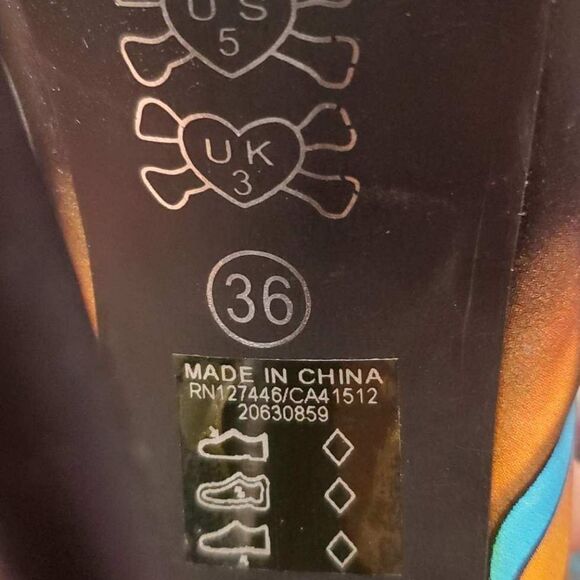 US
5
UK
3
36
MADE IN CHINA
RN127446/CA41512
20630859